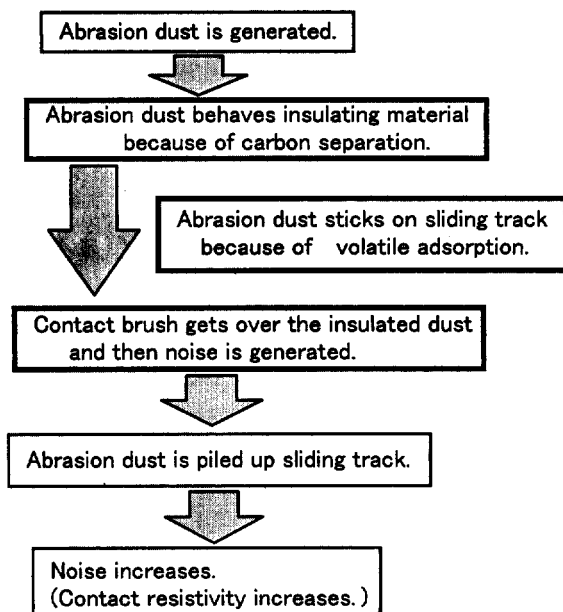 Abrasion dust is generated.
Abrasion dust behaves insulating material
because of carbon separation.
Abrasion dust sticks on sliding track
because of volatile adsorption.
Contact brush gets over the insulated dust
and then noise is generated.
Abrasion dust is piled up sliding track.
Noise increases.
(Contact resistivity increases.)